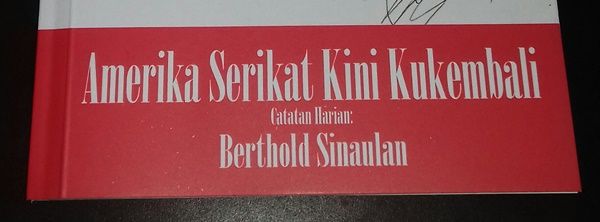 Amerika Serikat Kini Kukembali
Catatan Harian:
Berthold Sinaulan